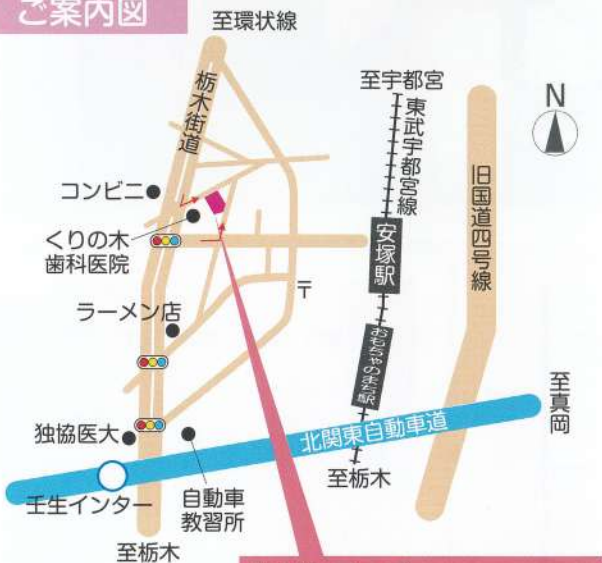 ご案内図
至環状線
栃木街道
至宇都宮
東武宇都宮線
N
旧国道四号線
コンビニ
くりの木
歯科医院
安塚駅
〒
ラーメン店
おもちゃのまち駅
至真岡
独協医大
北関東自動車道
壬生インター
自動車
教習所
至栃木
至栃木